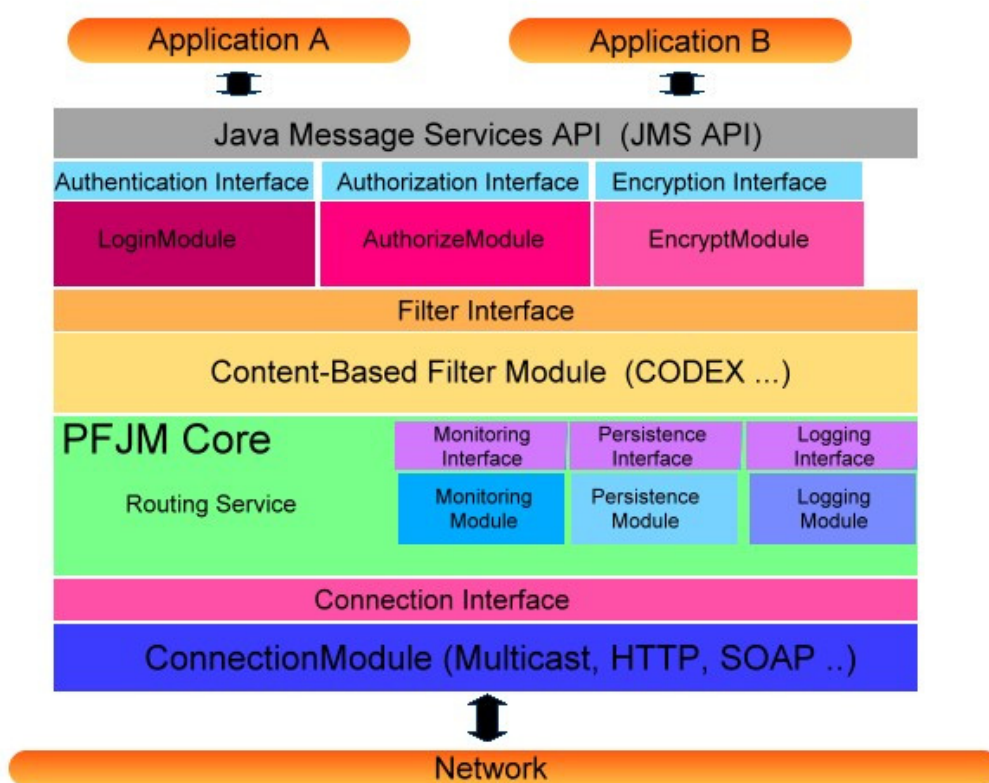 Application A
Application B
Java Message Services API (JMS API)
Authentication Interface
Authorization Interface
Encryption Interface
LoginModule
AuthorizeModule
EncryptModule
Filter Interface
Content-Based Filter Module (CODEX ...)
PFJM Core
Routing Service
Monitoring
Interface
Persistence
Interface
Logging
Interface
Monitoring
Module
Persistence
Module
Logging
Module
Connection Interface
ConnectionModule (Multicast, HTTP, SOAP ..)
Network